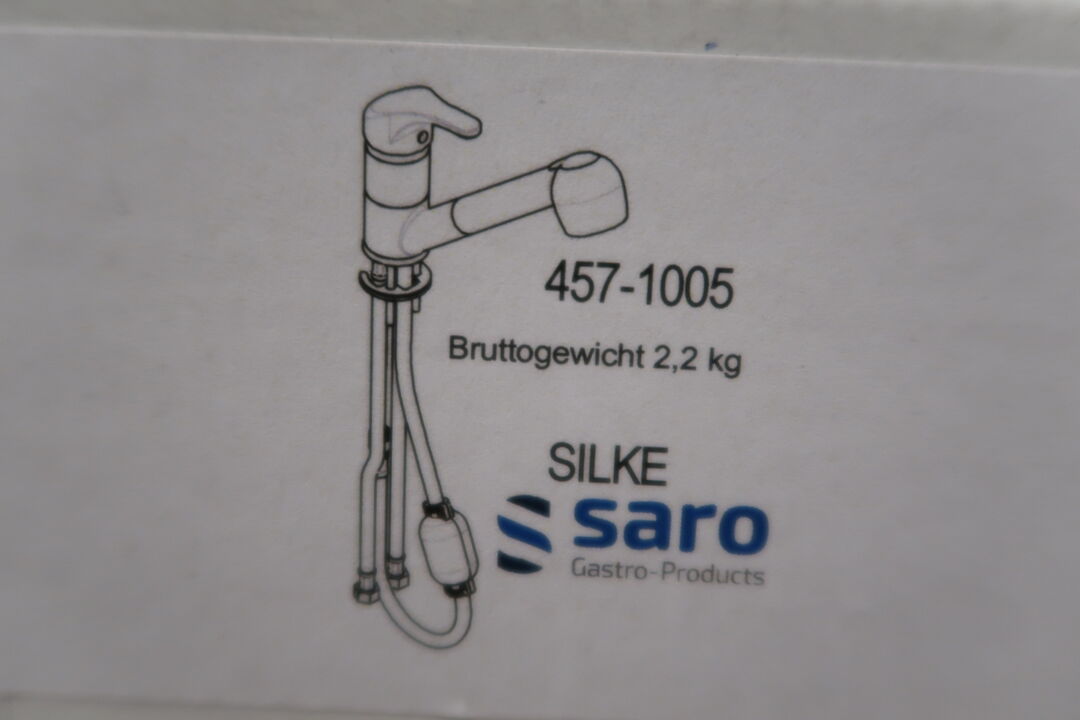 457-1005
Bruttogewicht 2,2 kg
SILKE
saro
Gastro-Products